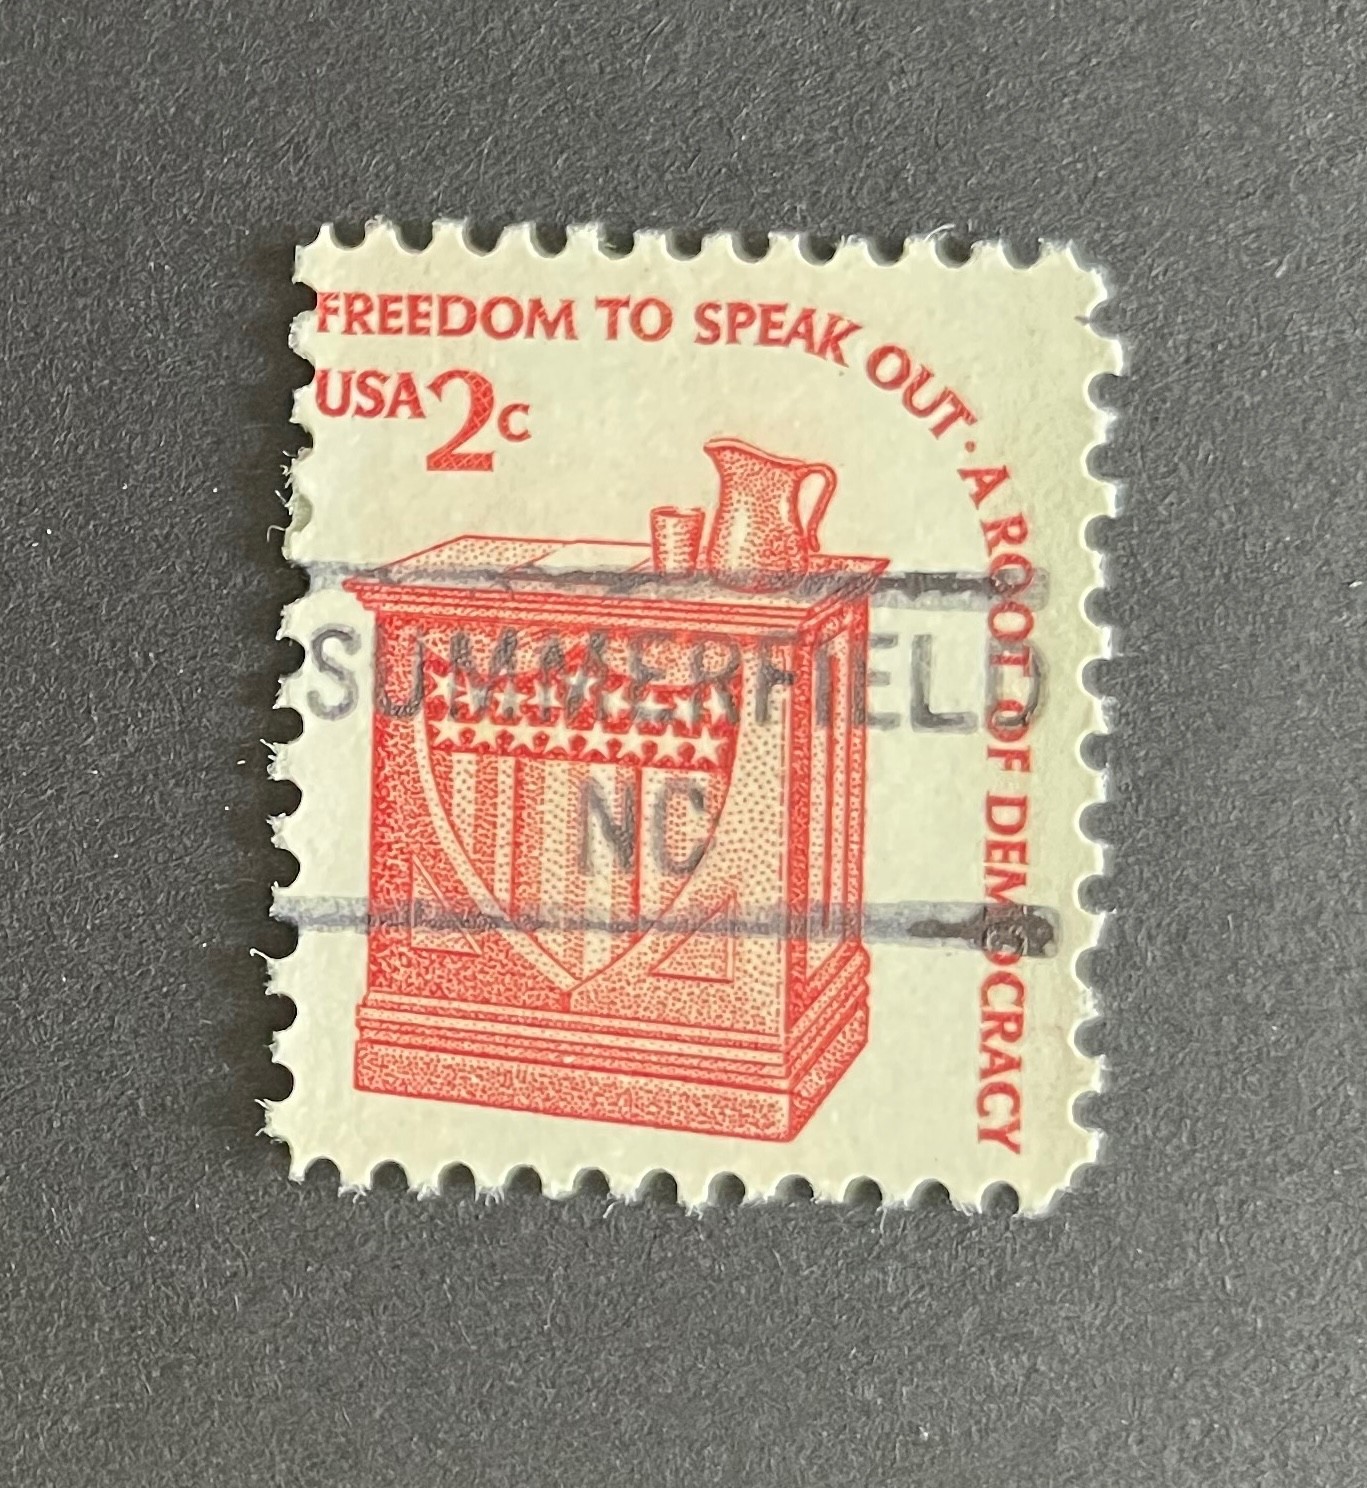 FREEDOM TO SPEAK OUT · A ROOT OF DEMOCRACY
USA 2c
SUMMERFIELD
NC